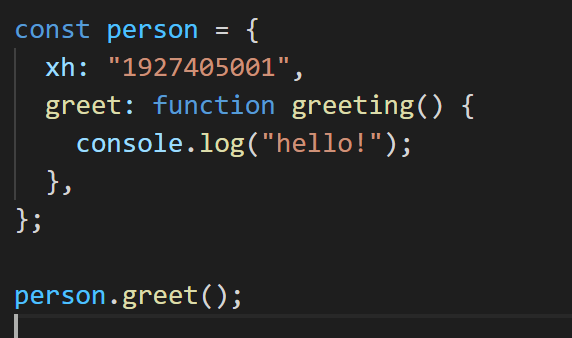 const person = {
  xh: "1927405001",
  greet: function greeting() {
    console.log("hello!");
  },
};

person.greet();